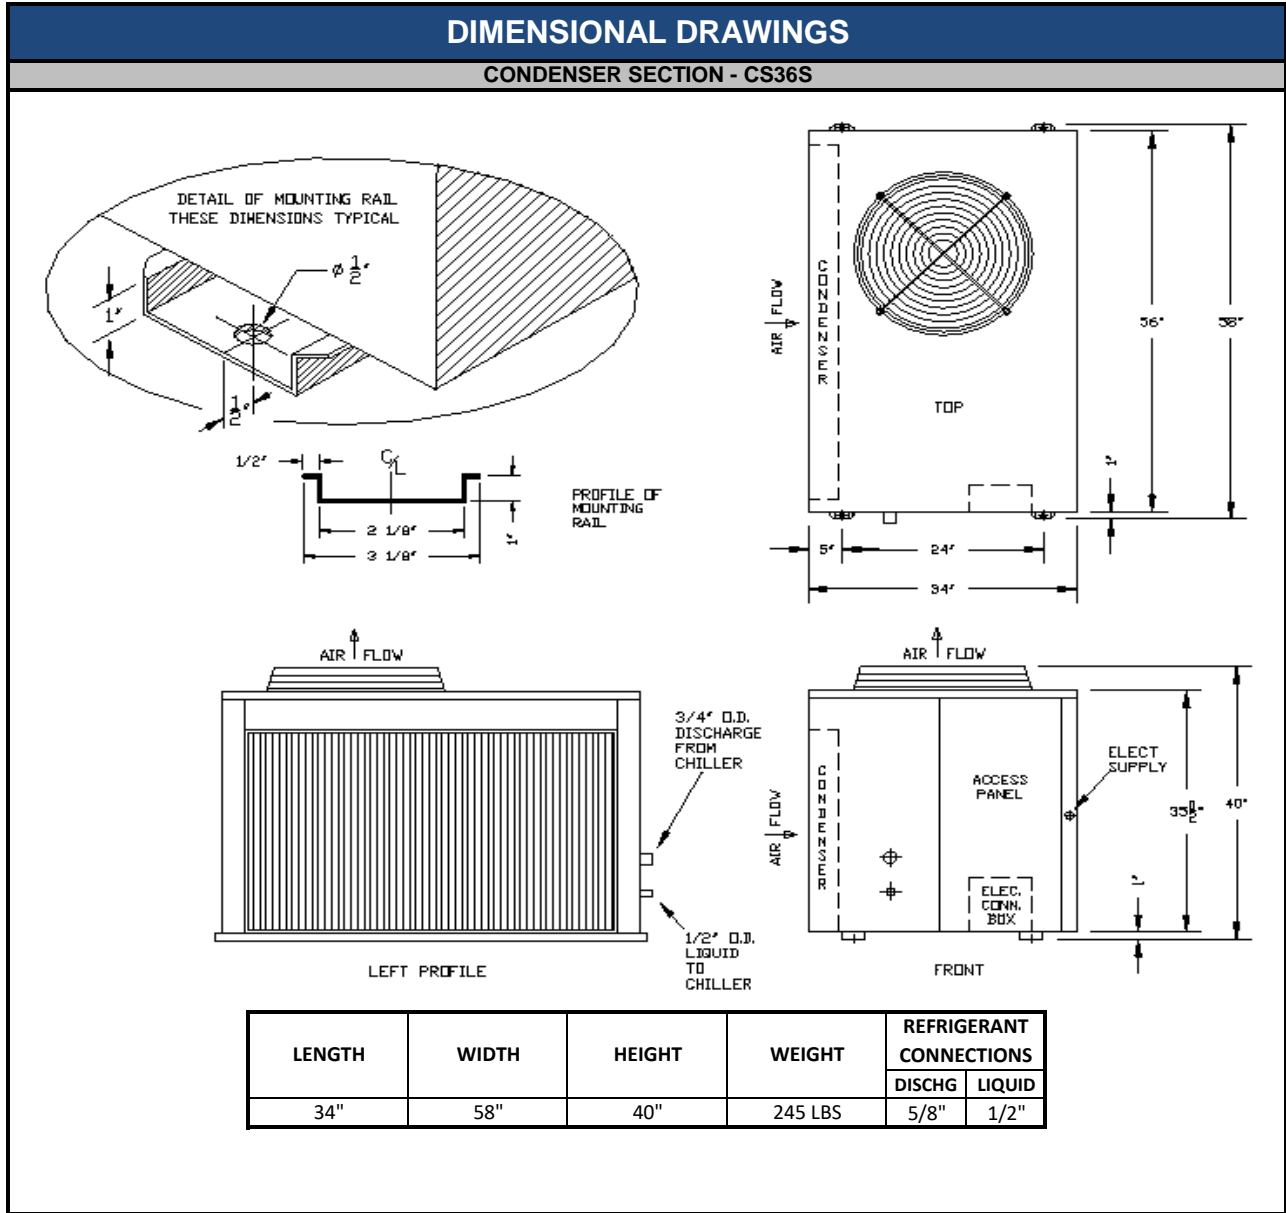 DIMENSIONAL DRAWINGS
CONDENSER SECTION - CS36S
DETAIL OF MOUNTING RAIL
THESE DIMENSIONS TYPICAL
ø 1/2"
1"
1/2"
1/2"
C/L
2 1/8"
3 1/8"
1"
PROFILE OF
MOUNTING
RAIL
AIR FLOW
CONDENSER
TOP
56"
58"
1"
5"
24"
34"
AIR FLOW
3/4" O.D.
DISCHARGE
FROM
CHILLER
1/2" O.D.
LIQUID
TO
CHILLER
LEFT PROFILE
AIR FLOW
AIR FLOW
CONDENSER
ACCESS
PANEL
ELEC.
CONN.
BOX
ELECT
SUPPLY
40"
1"
FRONT
LENGTH WIDTH HEIGHT WEIGHT REFRIGERANT
CONNECTIONS
DISCHG LIQUID
34" 58" 40" 245 LBS 5/8" 1/2"